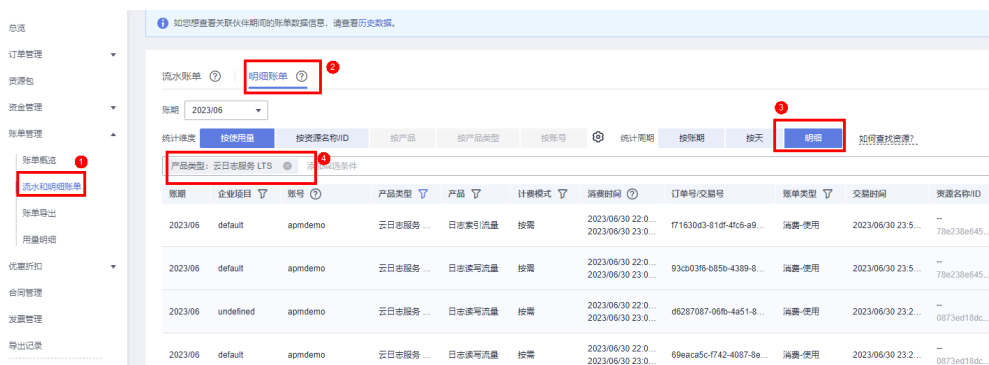 总览
订单管理
资源包
资金管理
账单管理
账单概览
1
流水和明细账单
账单导出
用量明细
优惠折扣
合同管理
发票管理
导出记录
如您想查看关联伙伴期间的账单数据信息，请查看历史数据。
流水账单 明细账单 2
账期 2023/06
3
统计维度 按使用量 按资源名称/ID 按产品 按产品类型 按账号 统计周期 按账期 按天 明细 如何查找资源?
产品类型：云日志服务 LTS 4
账期 企业项目 账号 产品类型 产品 计费模式 消费时间 订单号/交易号 账单类型 交易时间 资源名称/ID
2023/06 default apmdemo 云日志服务 ... 日志索引流量 按需 2023/06/30 22:0... f71630d3-81df-4fc6-a9... 消费-使用 2023/06/30 23:5... --
2023/06/30 23:0... 78e238e645...
2023/06 default apmdemo 云日志服务 ... 日志读写流量 按需 2023/06/30 22:0... 93cb03f6-b85b-4389-8... 消费-使用 2023/06/30 23:5... --
2023/06/30 23:0... 78e238e645...
2023/06 undefined apmdemo 云日志服务 ... 日志读写流量 按需 2023/06/30 22:0... d6287087-06fb-4a51-8... 消费-使用 2023/06/30 23:2... --
2023/06/30 23:0... 0873ed18dc...
2023/06 default apmdemo 云日志服务 ... 日志读写流量 按需 2023/06/30 22:0... 69eaca5c-f742-4087-8e... 消费-使用 2023/06/30 23:2... --
2023/06/30 23:0... 0873ed18dc...